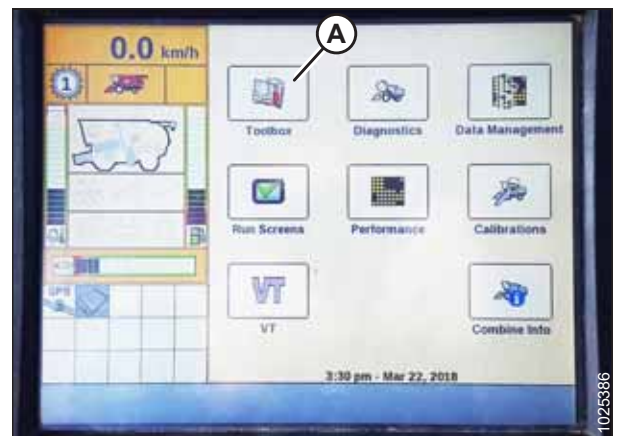 A
0.0 km/h
1
Toolbox
Diagnostics
Data Management
Run Screens
Performance
Calibrations
GPS
VT
VT
Combine Info
3:30 pm - Mar 22, 2018
1025386